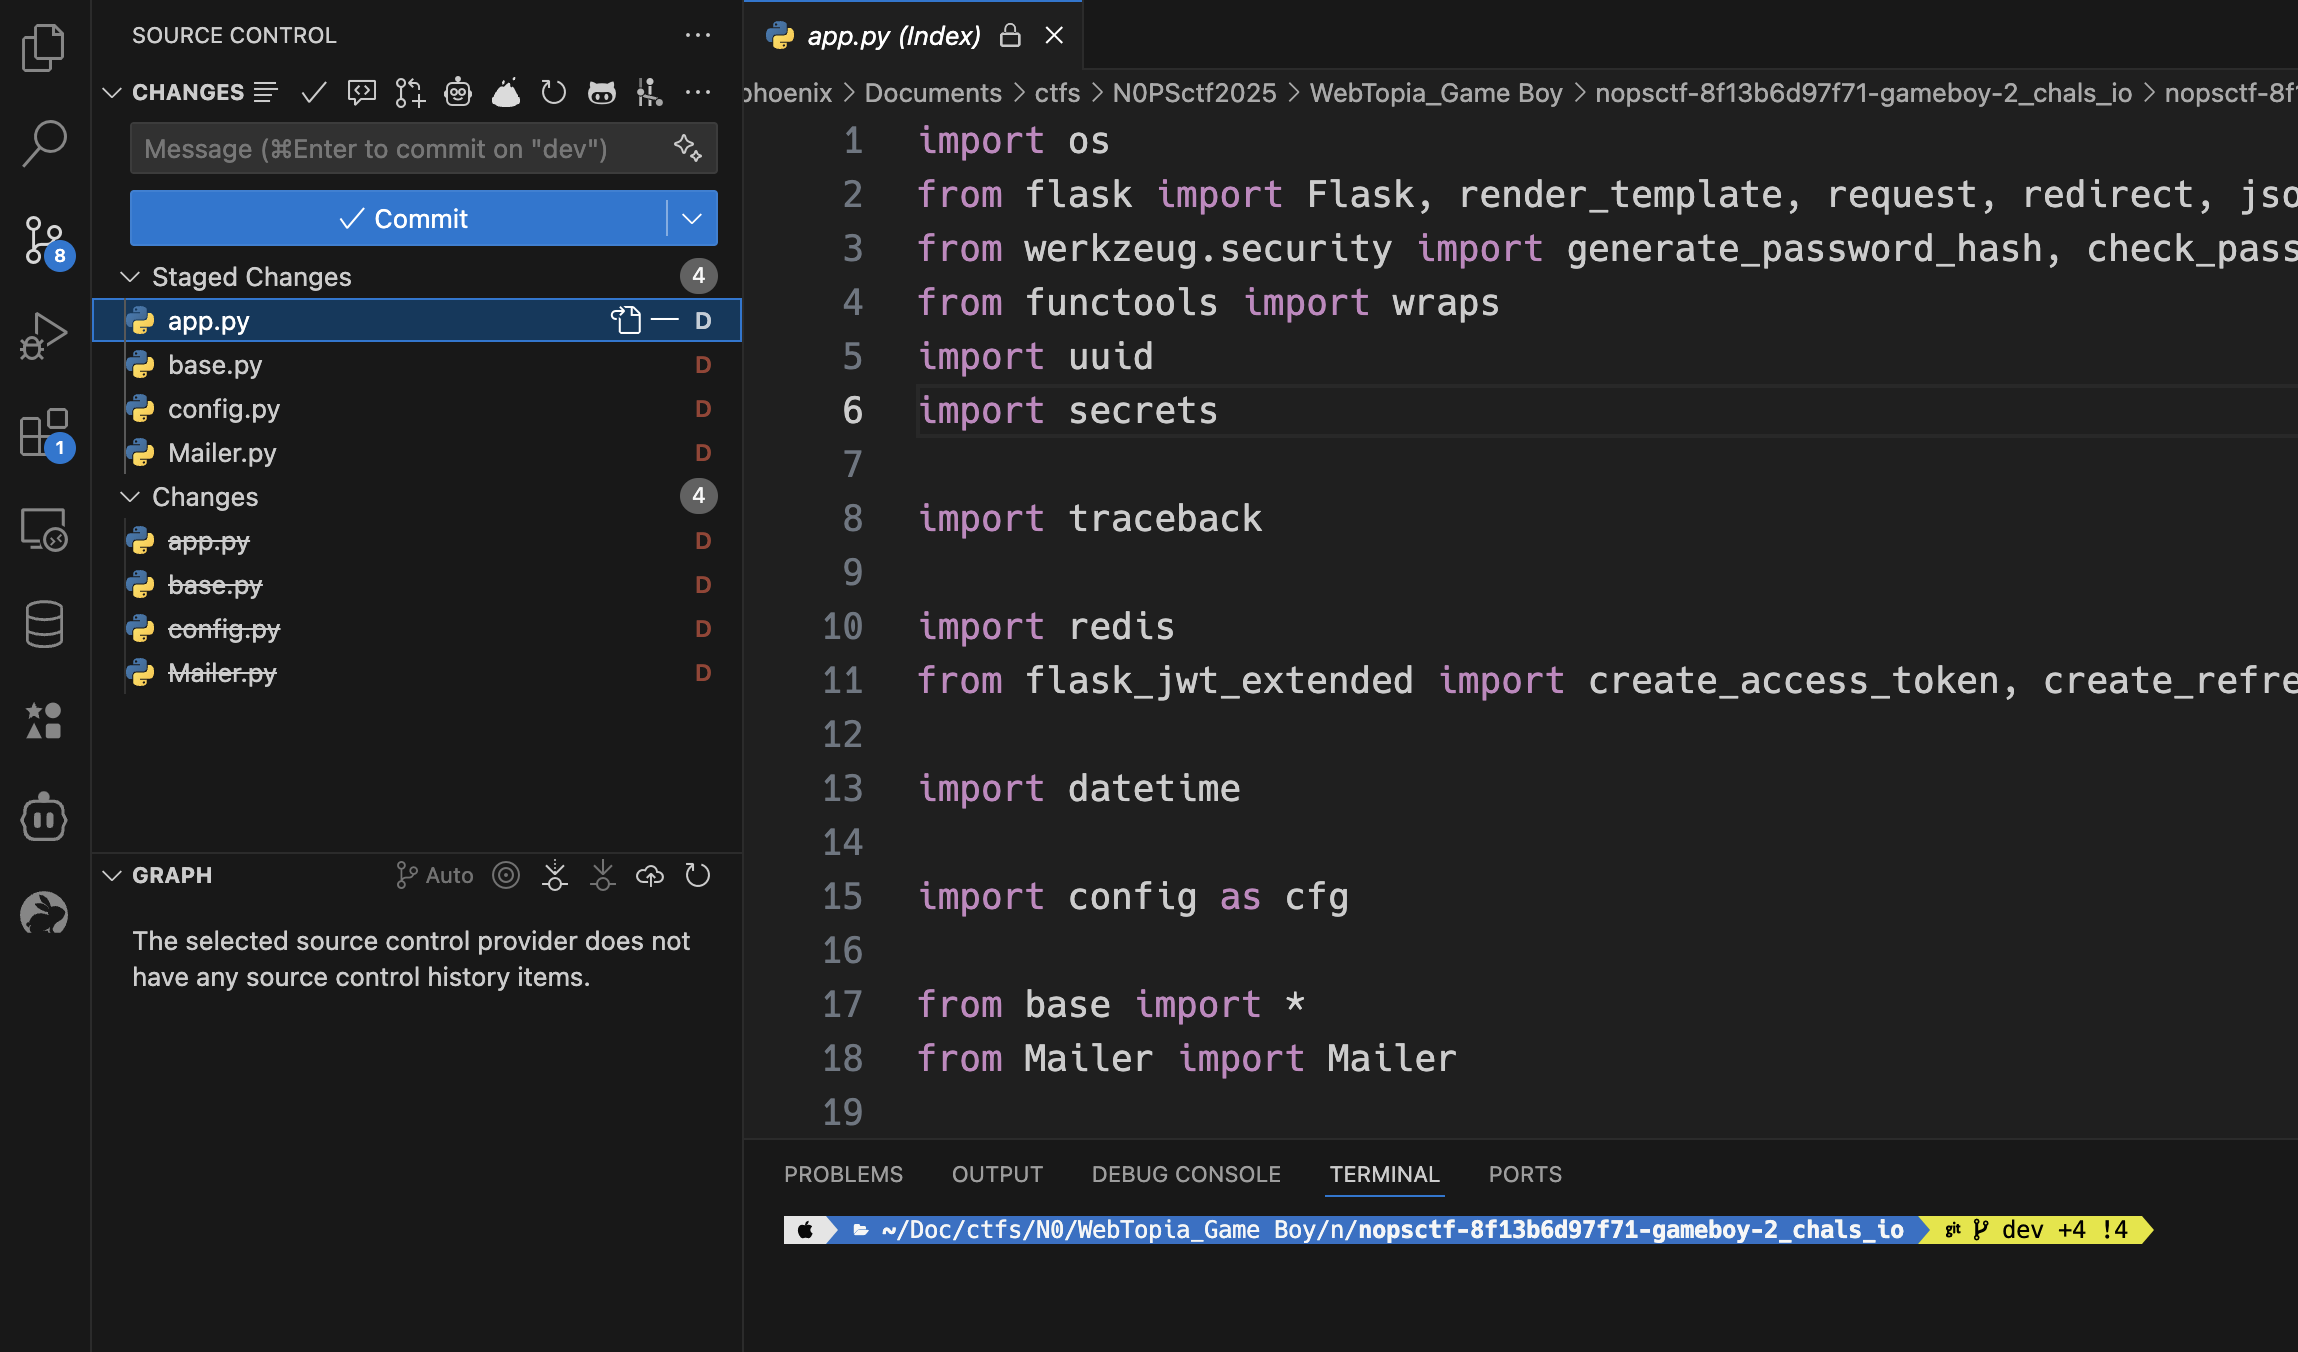 SOURCE CONTROL
CHANGES
Message (⌘Enter to commit on "dev")
Commit
Staged Changes 4
app.py D
base.py D
config.py D
Mailer.py D
Changes 4
app.py D
base.py D
config.py D
Mailer.py D
8
1
GRAPH Auto
The selected source control provider does not
have any source control history items.
app.py (Index)
phoenix > Documents > ctfs > N0PSctf2025 > WebTopia_Game Boy > nopsctf-8f13b6d97f71-gameboy-2_chals_io > nopsctf-8f1
1 import os
2 from flask import Flask, render_template, request, redirect, jso
3 from werkzeug.security import generate_password_hash, check_pass
4 from functools import wraps
5 import uuid
6 import secrets
7
8 import traceback
9
10 import redis
11 from flask_jwt_extended import create_access_token, create_refre
12
13 import datetime
14
15 import config as cfg
16
17 from base import *
18 from Mailer import Mailer
19
PROBLEMS OUTPUT DEBUG CONSOLE TERMINAL PORTS
~/Doc/ctfs/N0/WebTopia_Game Boy/n/nopsctf-8f13b6d97f71-gameboy-2_chals_io git dev +4 !4